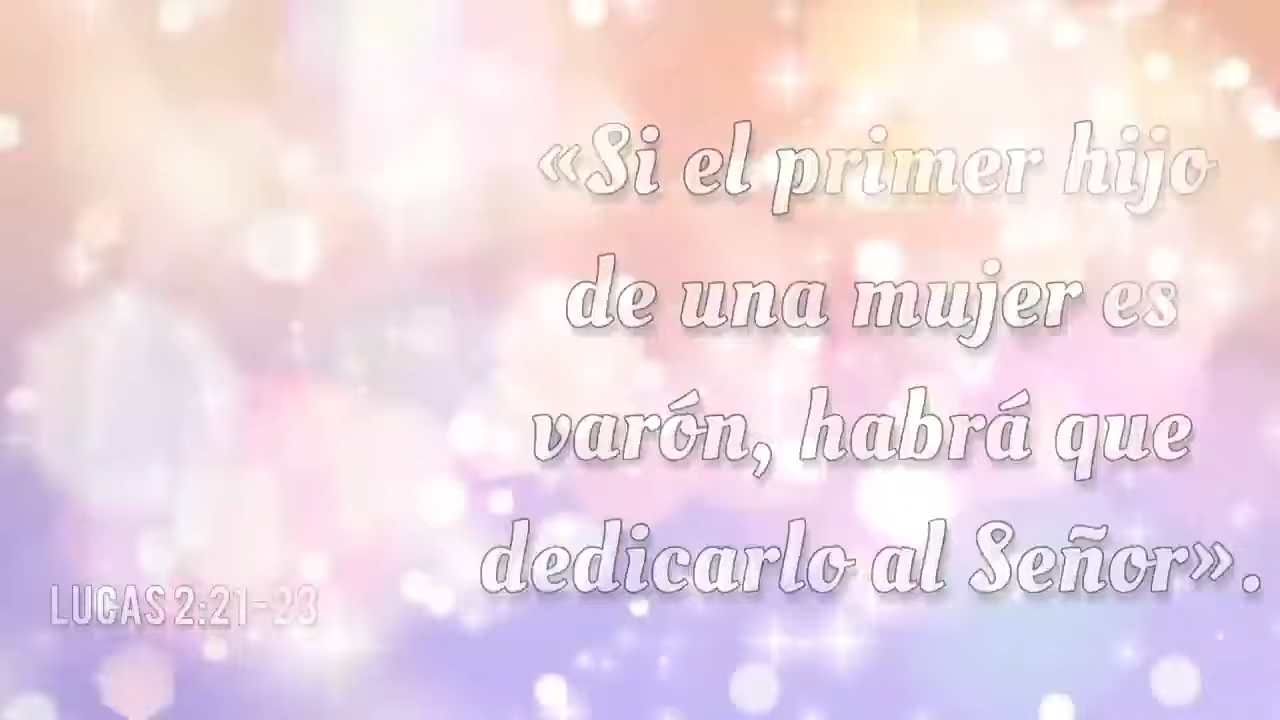 «Si el primer hijo
de una mujer es
varón, habrá que
dedicarlo al Señor».
LUCAS 2:21-23